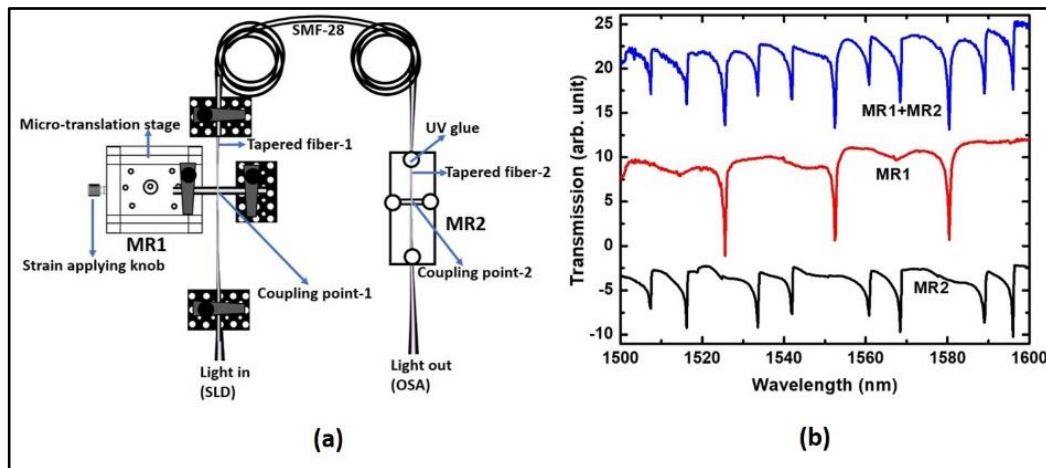 SMF-28
Micro-translation stage
Tapered fiber-1
UV glue
Tapered fiber-2
MR1
MR2
Strain applying knob
Coupling point-1
Coupling point-2
Light in
(SLD)
Light out
(OSA)
(a)
Transmission (arb. unit)
25
20
15
10
5
0
-5
-10
MR1+MR2
MR1
MR2
1500 1520 1540 1560 1580 1600
Wavelength (nm)
(b)